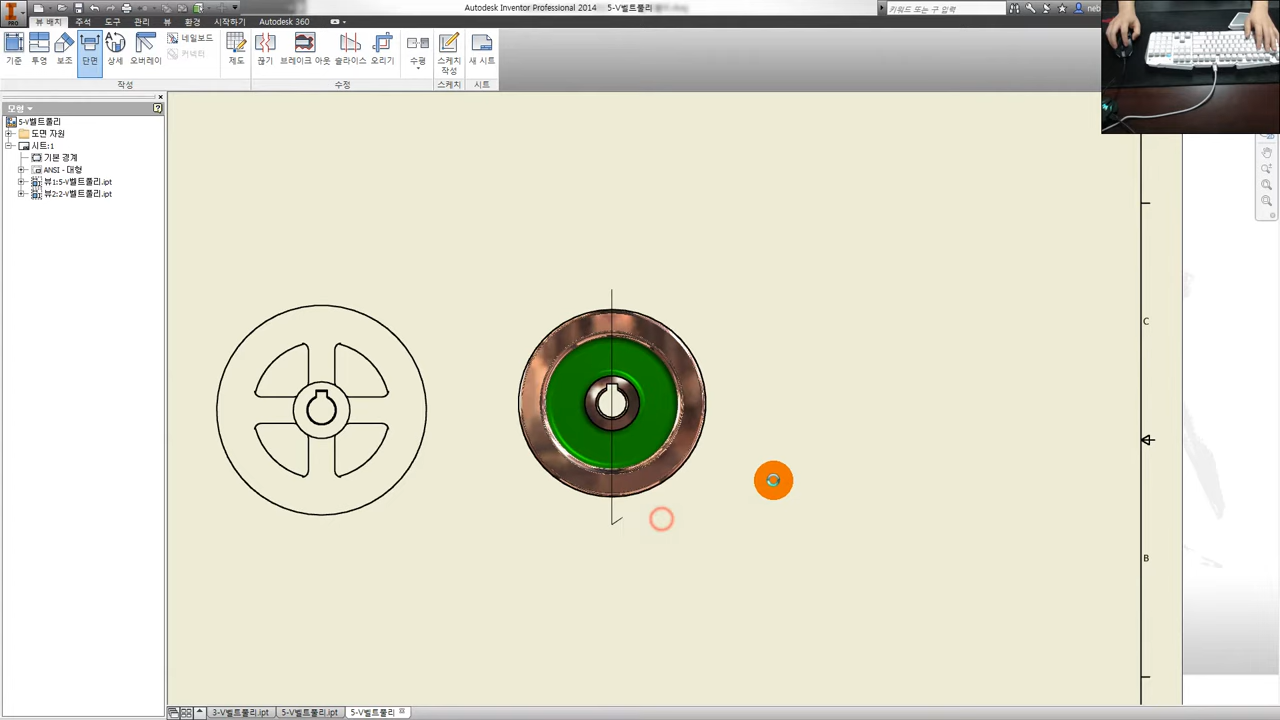 Autodesk Inventor Professional 2014 5-V벨트풀리
키워드 또는 구 입력
PRO
뷰 배치 주석 도구 관리 뷰 환경 시작하기 Autodesk 360
기준 투영 보조 단면 상세 오버레이
네일보드
커넥터
제도 끊기 브레이크 아웃 슬라이스 오리기 수평 스케치 작성 새 시트
작성 수정 스케치 시트
모형
5-V벨트풀리
도면 자원
시트:1
기본 경계
ANSI - 대형
뷰1:5-V벨트풀리.ipt
뷰2:2-V벨트풀리.ipt
C
B
3-V벨트풀리.ipt 5-V벨트풀리.ipt 5-V벨트풀리